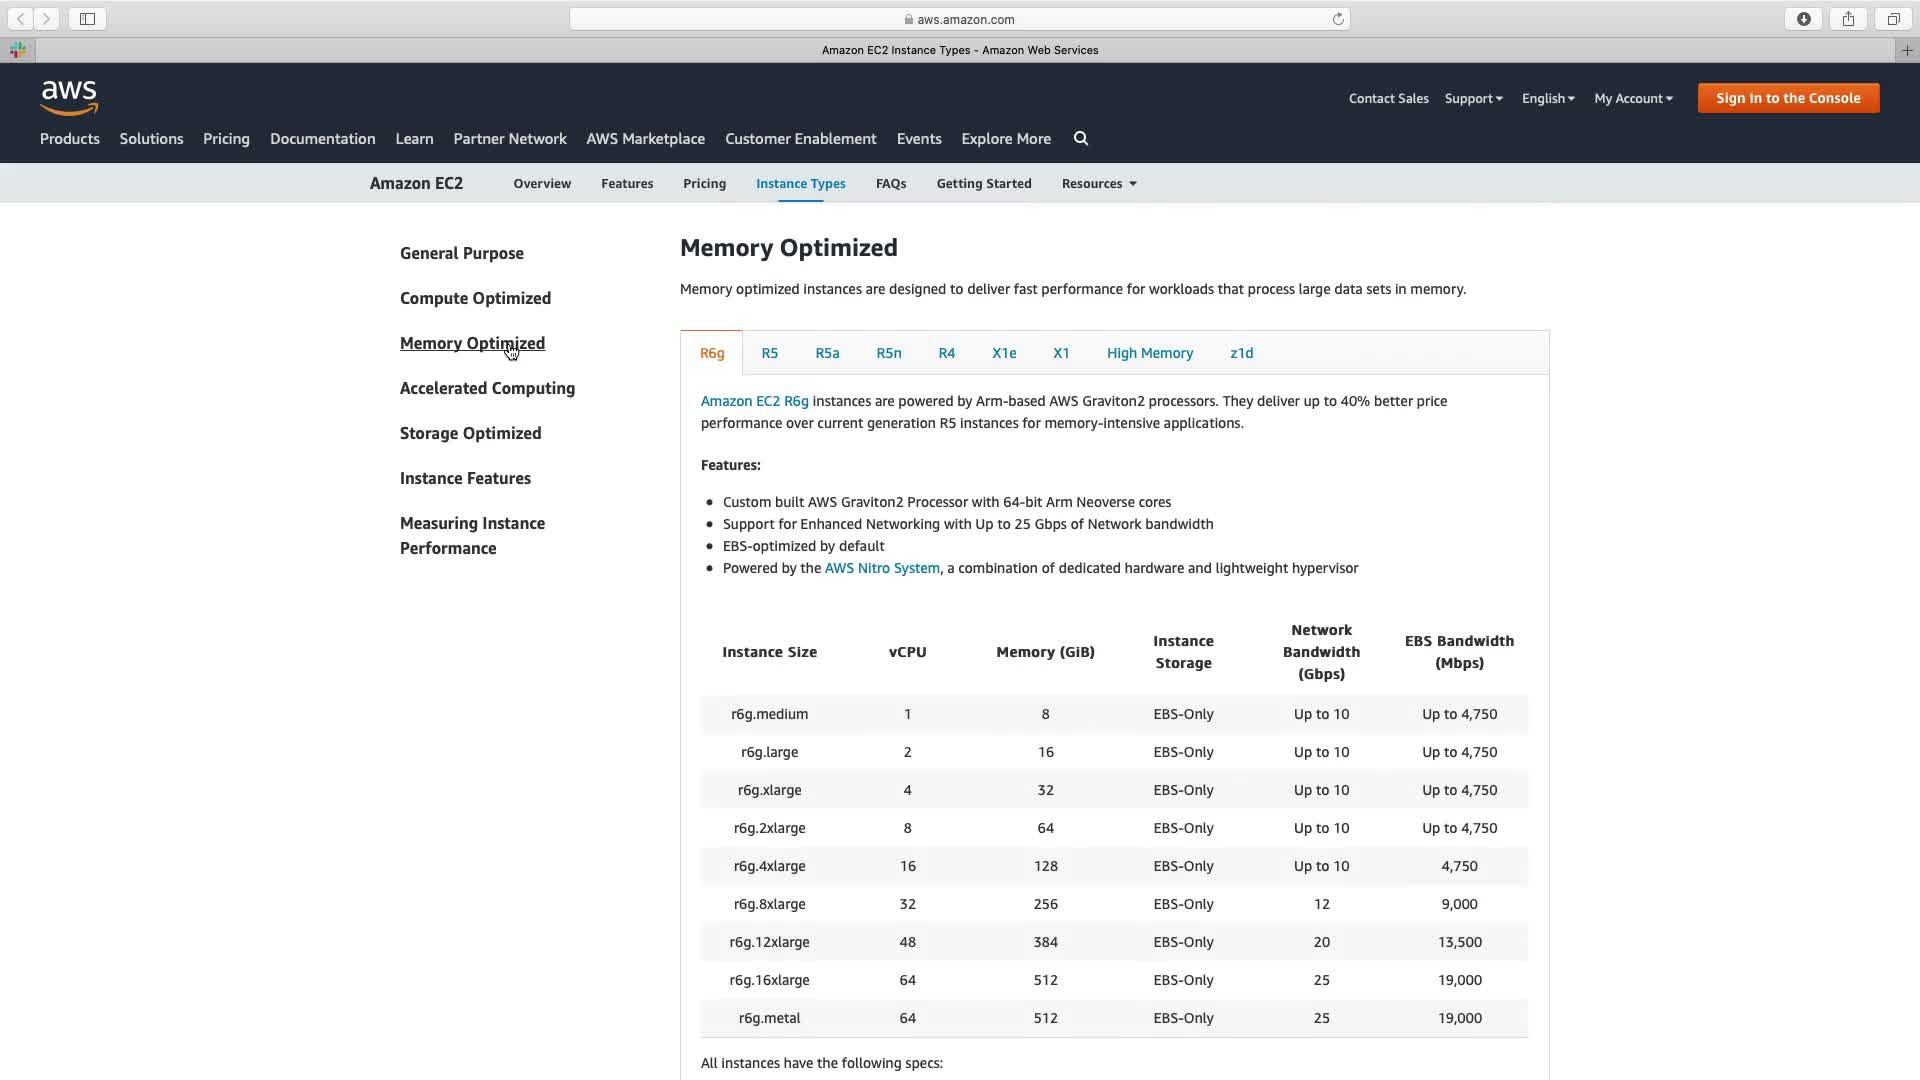 aws.amazon.com
Amazon EC2 Instance Types - Amazon Web Services
aws
Contact Sales Support English My Account Sign In to the Console
Products Solutions Pricing Documentation Learn Partner Network AWS Marketplace Customer Enablement Events Explore More
Amazon EC2 Overview Features Pricing Instance Types FAQs Getting Started Resources
General Purpose
Compute Optimized
Memory Optimized
Accelerated Computing
Storage Optimized
Instance Features
Measuring Instance
Performance
Memory Optimized
Memory optimized instances are designed to deliver fast performance for workloads that process large data sets in memory.
R6g R5 R5a R5n R4 X1e X1 High Memory z1d
Amazon EC2 R6g instances are powered by Arm-based AWS Graviton2 processors. They deliver up to 40% better price
performance over current generation R5 instances for memory-intensive applications.
Features:
• Custom built AWS Graviton2 Processor with 64-bit Arm Neoverse cores
• Support for Enhanced Networking with Up to 25 Gbps of Network bandwidth
• EBS-optimized by default
• Powered by the AWS Nitro System, a combination of dedicated hardware and lightweight hypervisor
Instance Size vCPU Memory (GiB) Instance Storage Network Bandwidth (Gbps) EBS Bandwidth (Mbps)
r6g.medium 1 8 EBS-Only Up to 10 Up to 4,750
r6g.large 2 16 EBS-Only Up to 10 Up to 4,750
r6g.xlarge 4 32 EBS-Only Up to 10 Up to 4,750
r6g.2xlarge 8 64 EBS-Only Up to 10 Up to 4,750
r6g.4xlarge 16 128 EBS-Only Up to 10 4,750
r6g.8xlarge 32 256 EBS-Only 12 9,000
r6g.12xlarge 48 384 EBS-Only 20 13,500
r6g.16xlarge 64 512 EBS-Only 25 19,000
r6g.metal 64 512 EBS-Only 25 19,000
All instances have the following specs: